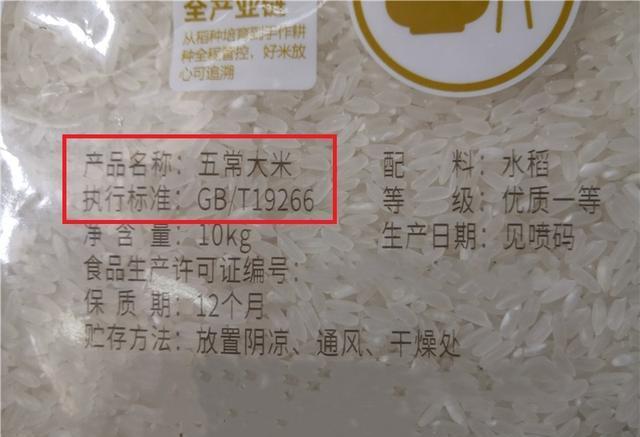 全产业链
从稻种培育到手作耕
种全程管控，好米放
心可追溯
产品名称：五常大米
配 料：水稻
执行标准：GB/T19266
等 级：优质一等
净 含 量：10kg
生产日期：见喷码
食品生产许可证编号：
保 质 期：12个月
贮存方法：放置阴凉、通风、干燥处